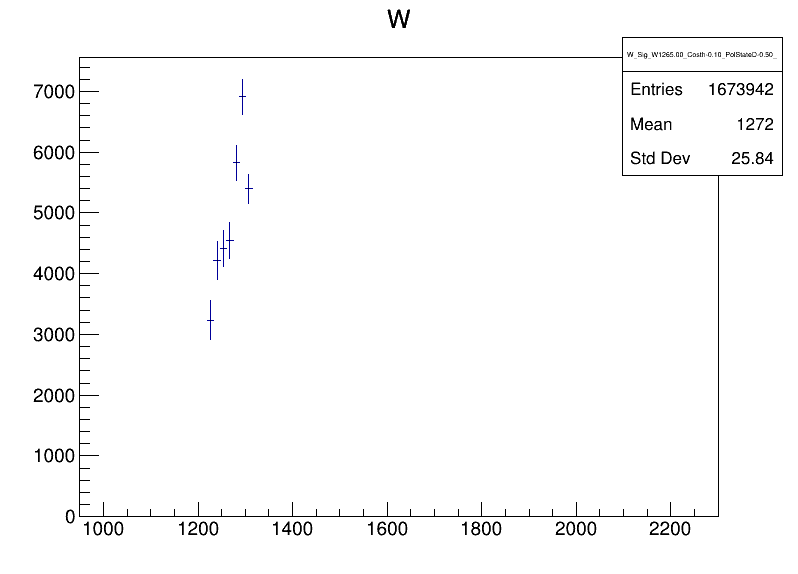 W
W_Sig_W1265.00_Costh-0.10_PolStateD-0.50_
Entries 1673942
Mean 1272
Std Dev 25.84
7000
6000
5000
4000
3000
2000
1000
0
1000 1200 1400 1600 1800 2000 2200